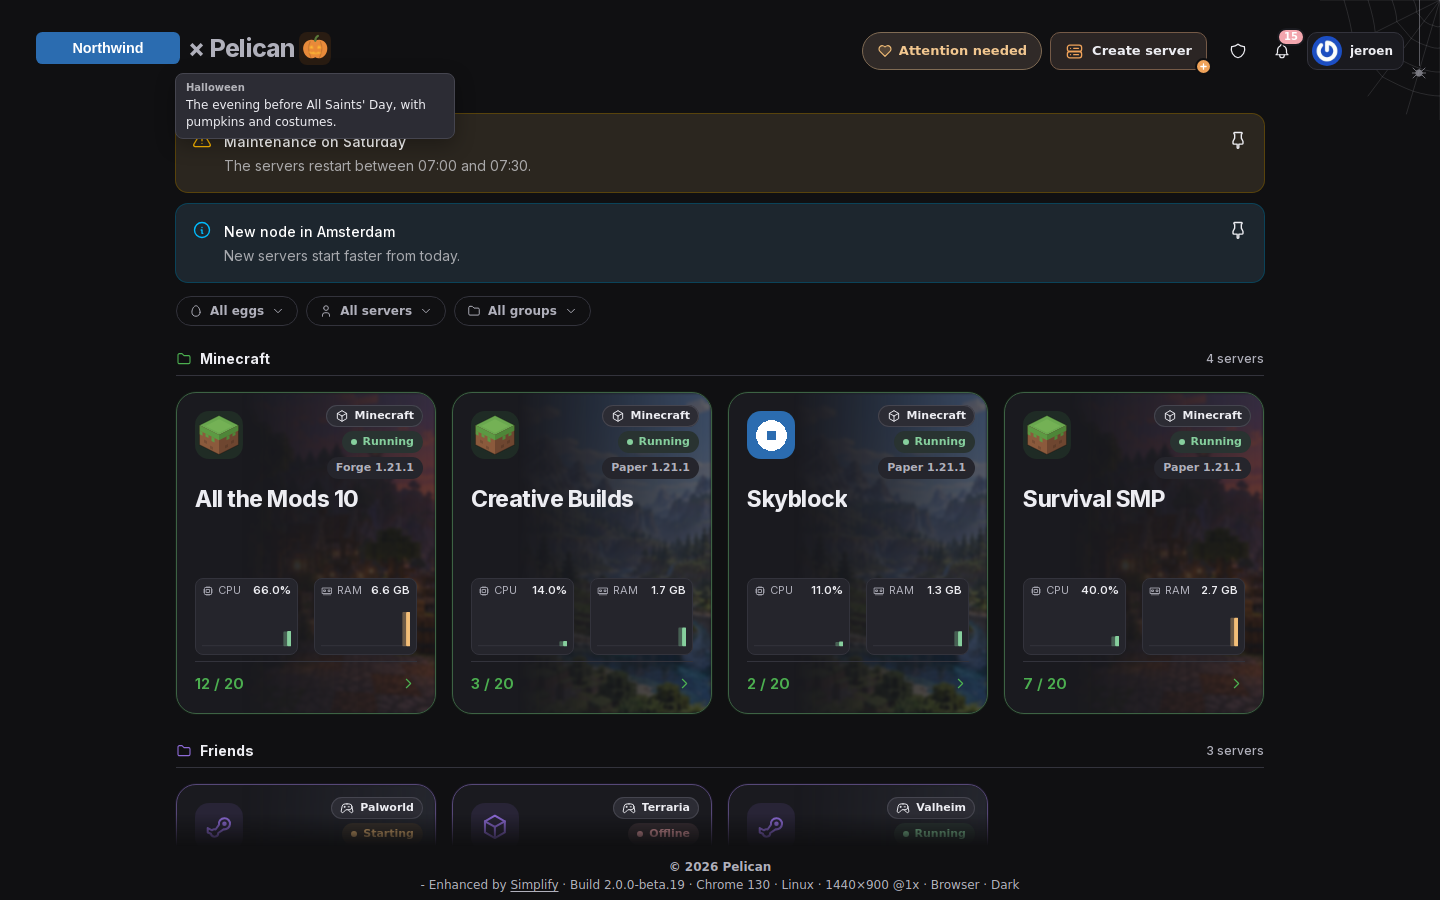 Northwind × Pelican
Attention needed
Create server
15
jeroen
Halloween
The evening before All Saints' Day, with
pumpkins and costumes.
Maintenance on Saturday
The servers restart between 07:00 and 07:30.
New node in Amsterdam
New servers start faster from today.
All eggs
All servers
All groups
Minecraft
4 servers
Minecraft
Running
Forge 1.21.1
All the Mods 10
CPU 66.0%
RAM 6.6 GB
12 / 20
Minecraft
Running
Paper 1.21.1
Creative Builds
CPU 14.0%
RAM 1.7 GB
3 / 20
Minecraft
Running
Paper 1.21.1
Skyblock
CPU 11.0%
RAM 1.3 GB
2 / 20
Minecraft
Running
Paper 1.21.1
Survival SMP
CPU 40.0%
RAM 2.7 GB
7 / 20
Friends
3 servers
Palworld
Starting
Terraria
Offline
Valheim
Running
© 2026 Pelican
- Enhanced by Simplify · Build 2.0.0-beta.19 · Chrome 130 · Linux · 1440×900 @1x · Browser · Dark